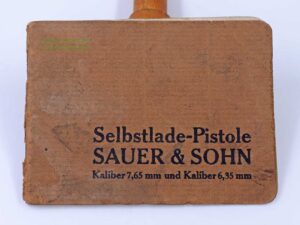 Selbstlade-Pistole
SAUER & SOHN
Kaliber 7,65 mm und Kaliber 6,35 mm